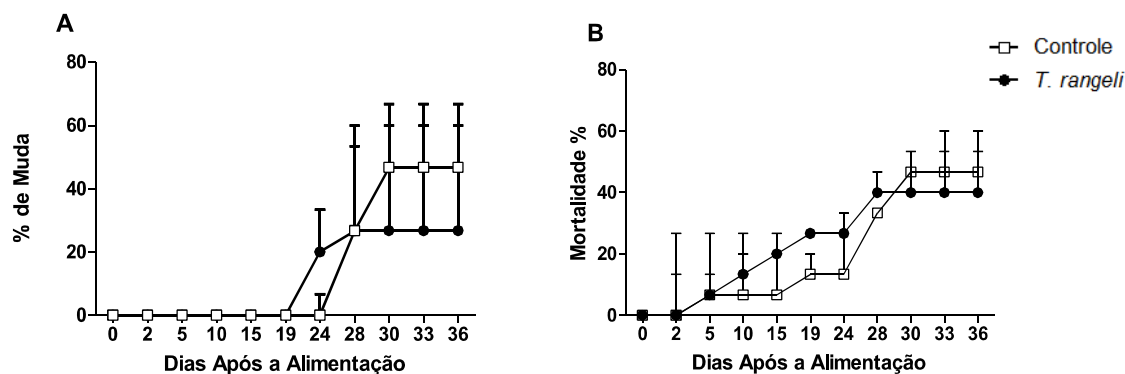 A
% de Muda
80
60
40
20
0
0 2 5 10 15 19 24 28 30 33 36
Dias Após a Alimentação
B
Mortalidade %
80
60
40
20
0
0 2 5 10 15 19 24 28 30 33 36
Dias Após a Alimentação
Controle
T. rangeli